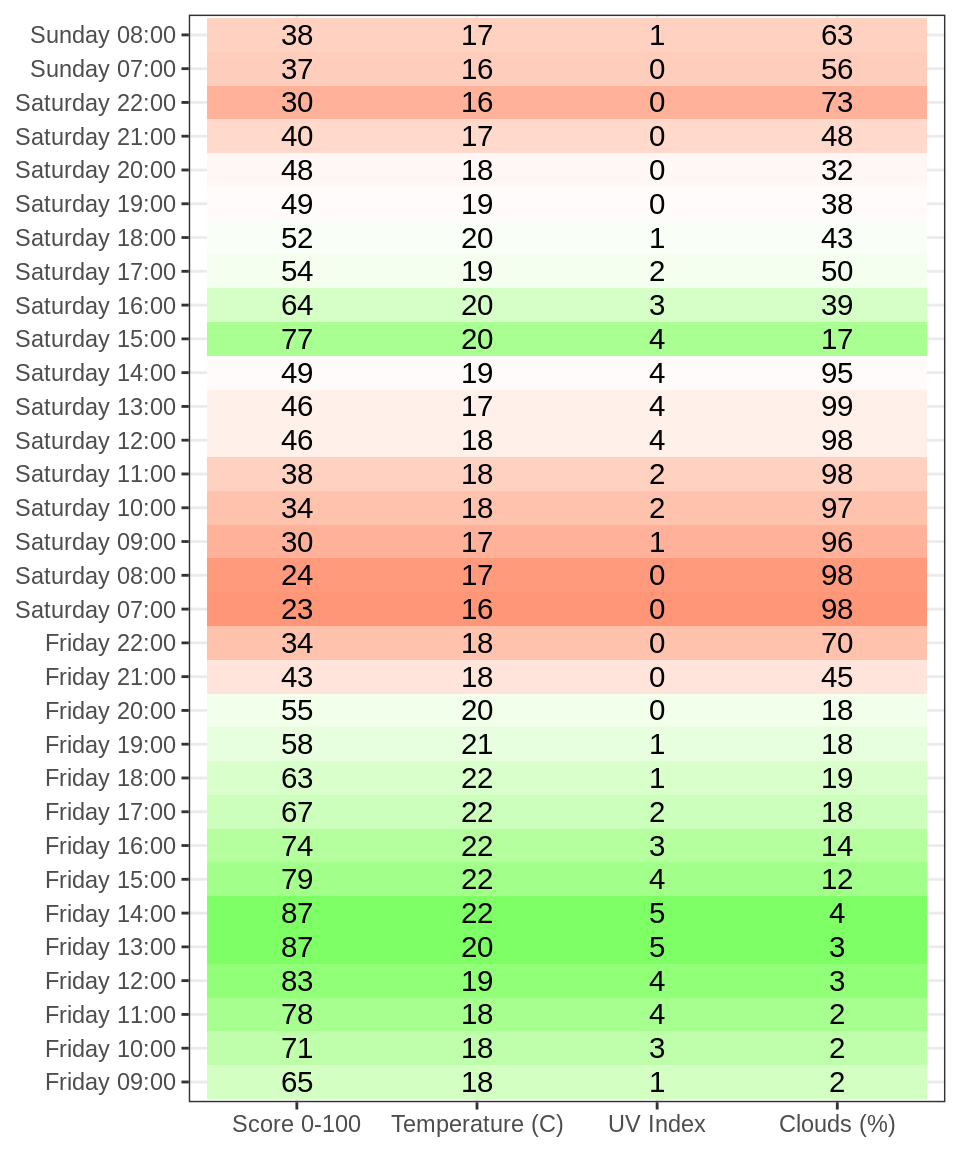 Sunday 08:00 38 17 1 63
Sunday 07:00 37 16 0 56
Saturday 22:00 30 16 0 73
Saturday 21:00 40 17 0 48
Saturday 20:00 48 18 0 32
Saturday 19:00 49 19 0 38
Saturday 18:00 52 20 1 43
Saturday 17:00 54 19 2 50
Saturday 16:00 64 20 3 39
Saturday 15:00 77 20 4 17
Saturday 14:00 49 19 4 95
Saturday 13:00 46 17 4 99
Saturday 12:00 46 18 4 98
Saturday 11:00 38 18 2 98
Saturday 10:00 34 18 2 97
Saturday 09:00 30 17 1 96
Saturday 08:00 24 17 0 98
Saturday 07:00 23 16 0 98
Friday 22:00 34 18 0 70
Friday 21:00 43 18 0 45
Friday 20:00 55 20 0 18
Friday 19:00 58 21 1 18
Friday 18:00 63 22 1 19
Friday 17:00 67 22 2 18
Friday 16:00 74 22 3 14
Friday 15:00 79 22 4 12
Friday 14:00 87 22 5 4
Friday 13:00 87 20 5 3
Friday 12:00 83 19 4 3
Friday 11:00 78 18 4 2
Friday 10:00 71 18 3 2
Friday 09:00 65 18 1 2
Score 0-100 Temperature (C) UV Index Clouds (%)